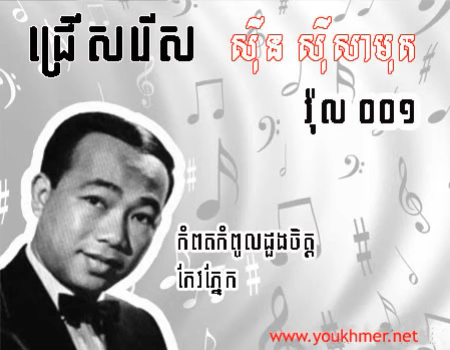 ជ្រើសរើស ស៊ីន ស៊ីសាមុត
វ៉ុល ០០១
កំពតកំពូលដួងចិត្ត
កែវភ្នែក
www.youkhmer.net